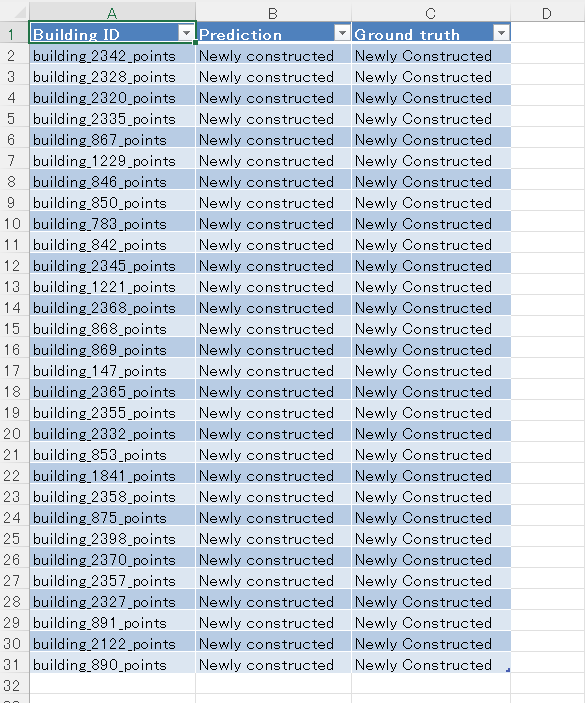 A B C D
1 Building ID Prediction Ground truth
2 building_2342_points Newly constructed Newly Constructed
3 building_2328_points Newly constructed Newly Constructed
4 building_2320_points Newly constructed Newly Constructed
5 building_2335_points Newly constructed Newly Constructed
6 building_867_points Newly constructed Newly Constructed
7 building_1229_points Newly constructed Newly Constructed
8 building_846_points Newly constructed Newly Constructed
9 building_850_points Newly constructed Newly Constructed
10 building_783_points Newly constructed Newly Constructed
11 building_842_points Newly constructed Newly Constructed
12 building_2345_points Newly constructed Newly Constructed
13 building_1221_points Newly constructed Newly Constructed
14 building_2368_points Newly constructed Newly Constructed
15 building_868_points Newly constructed Newly Constructed
16 building_869_points Newly constructed Newly Constructed
17 building_147_points Newly constructed Newly Constructed
18 building_2365_points Newly constructed Newly Constructed
19 building_2355_points Newly constructed Newly Constructed
20 building_2332_points Newly constructed Newly Constructed
21 building_853_points Newly constructed Newly Constructed
22 building_1841_points Newly constructed Newly Constructed
23 building_2358_points Newly constructed Newly Constructed
24 building_875_points Newly constructed Newly Constructed
25 building_2398_points Newly constructed Newly Constructed
26 building_2370_points Newly constructed Newly Constructed
27 building_2357_points Newly constructed Newly Constructed
28 building_2327_points Newly constructed Newly Constructed
29 building_891_points Newly constructed Newly Constructed
30 building_2122_points Newly constructed Newly Constructed
31 building_890_points Newly constructed Newly Constructed
32